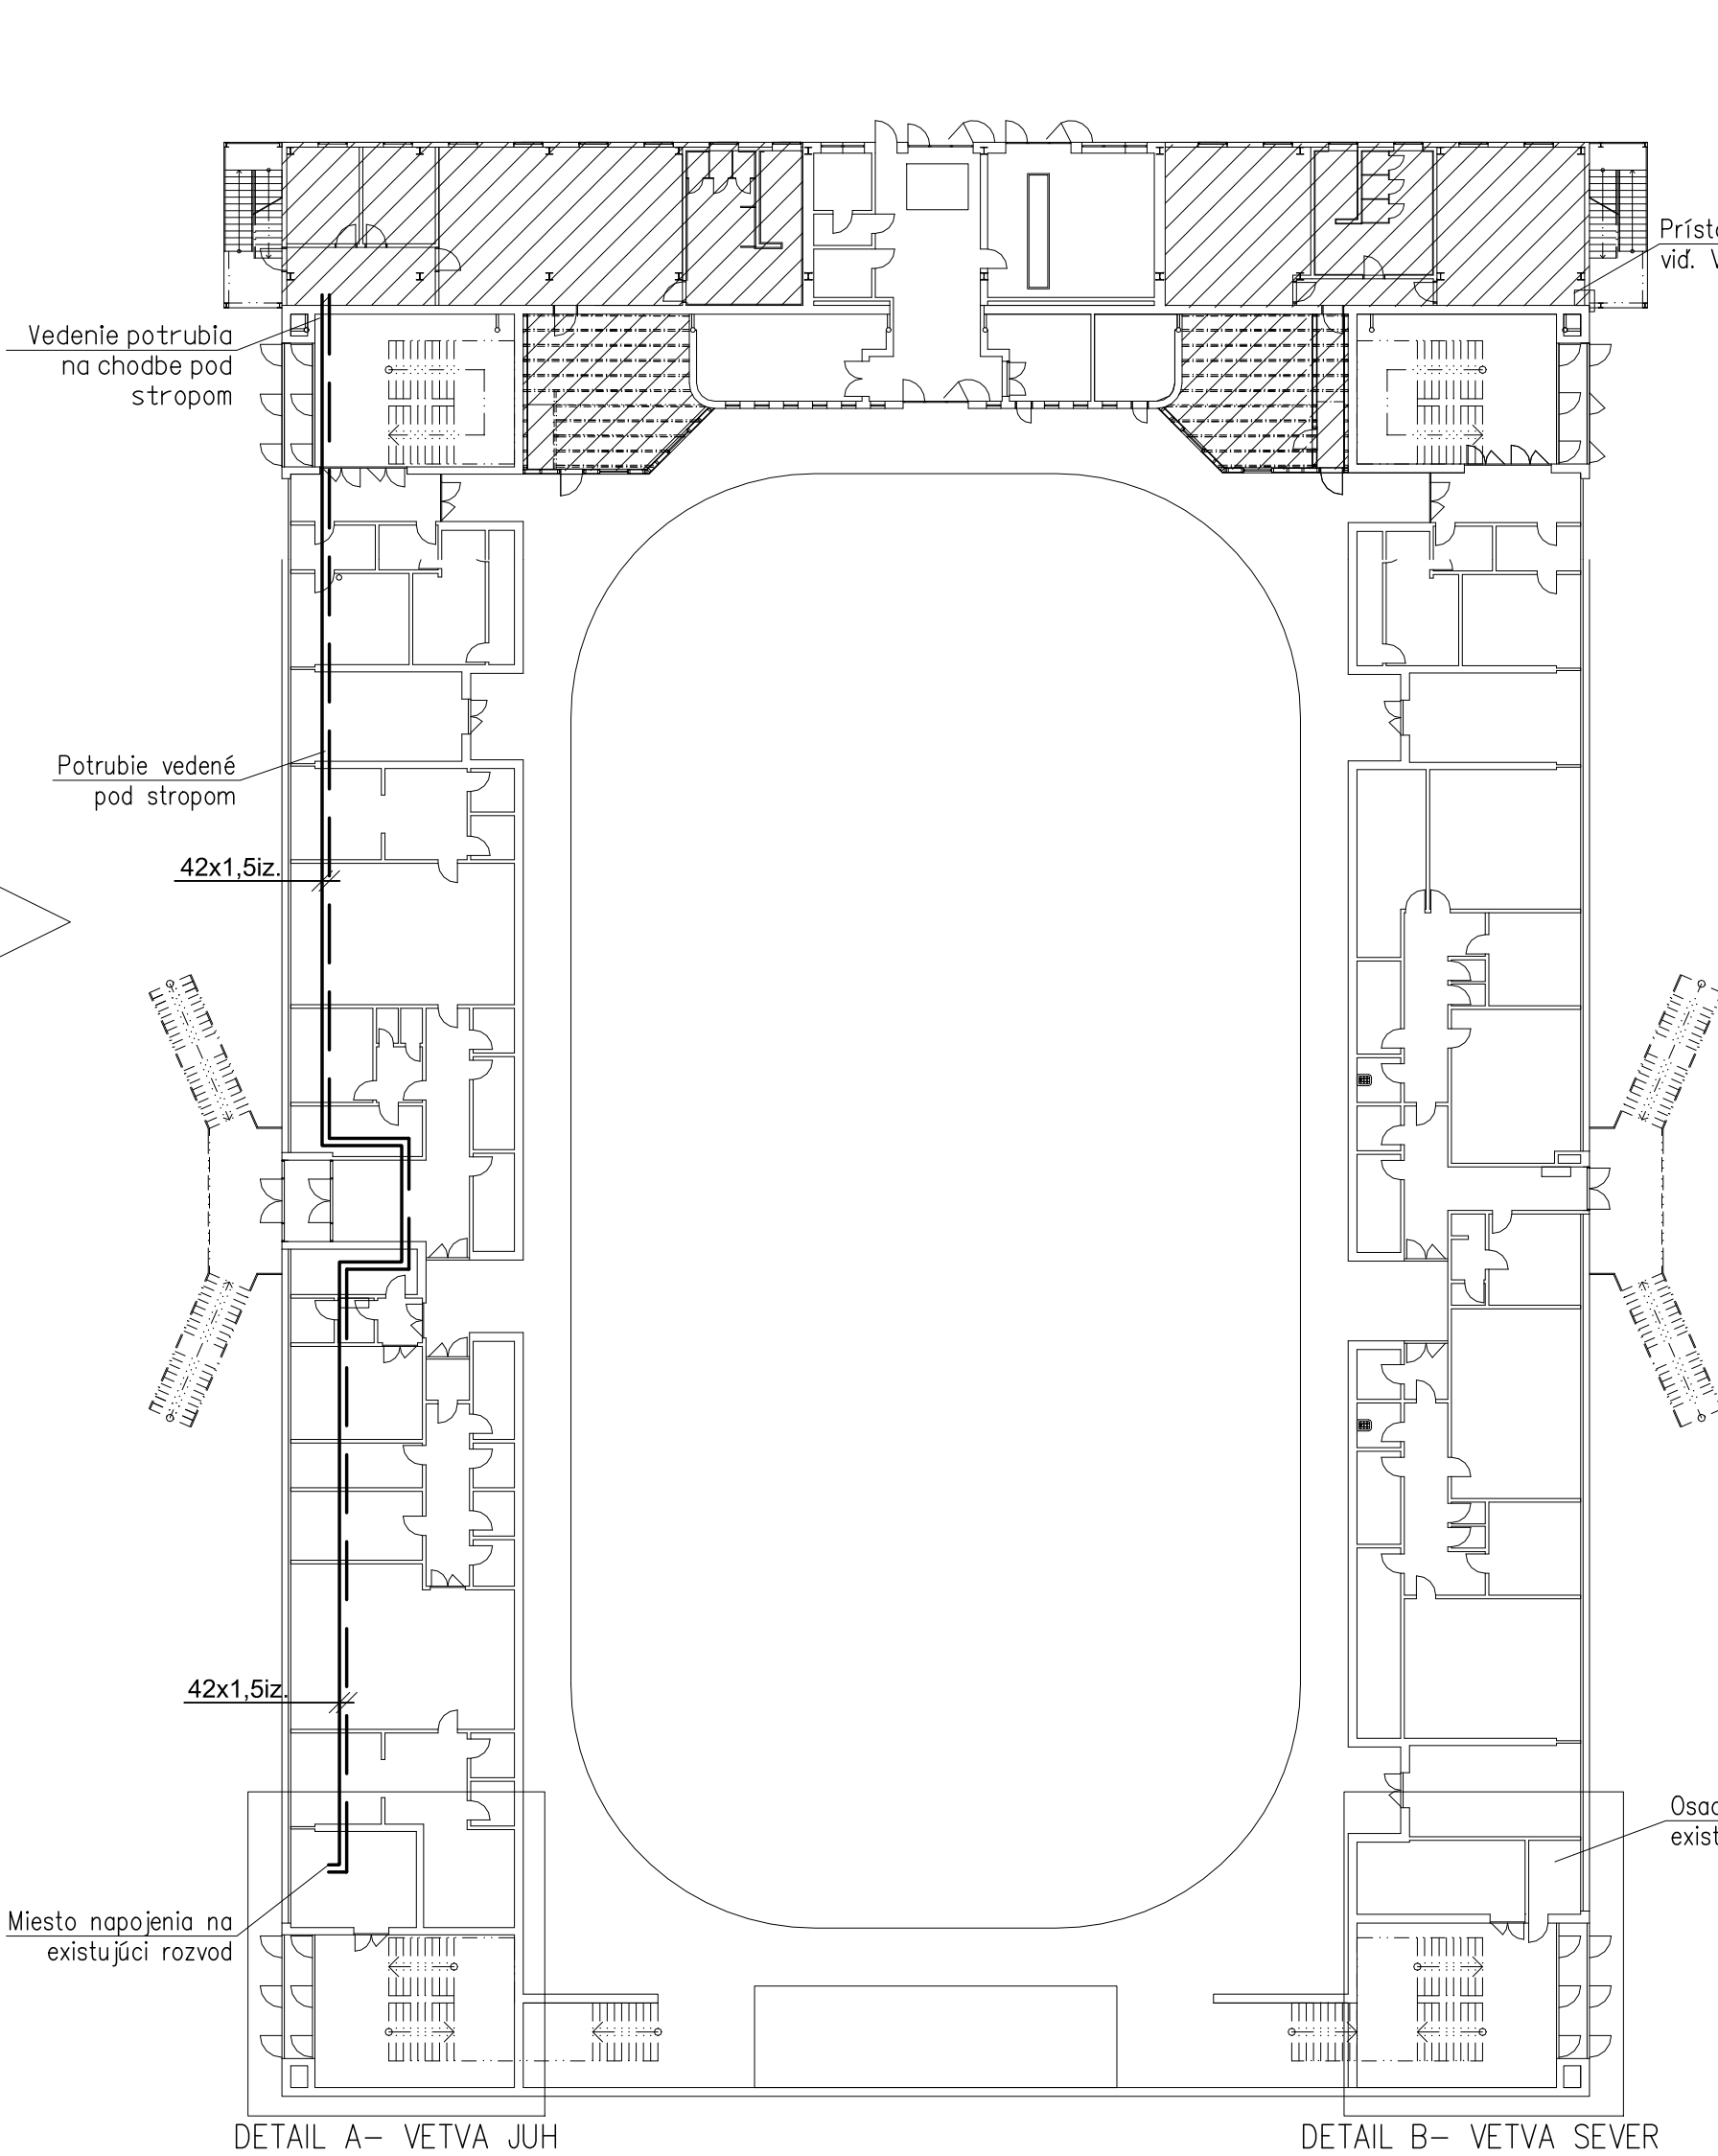 Vedenie potrubia
na chodbe pod
stropom
viď.
Potrubie vedené
pod stropom
42x1,5iz.
42x1,5iz.
Miesto napojenia na
existujúci rozvod
DETAIL A- VETVA JUH
DETAIL B- VETVA SEVER